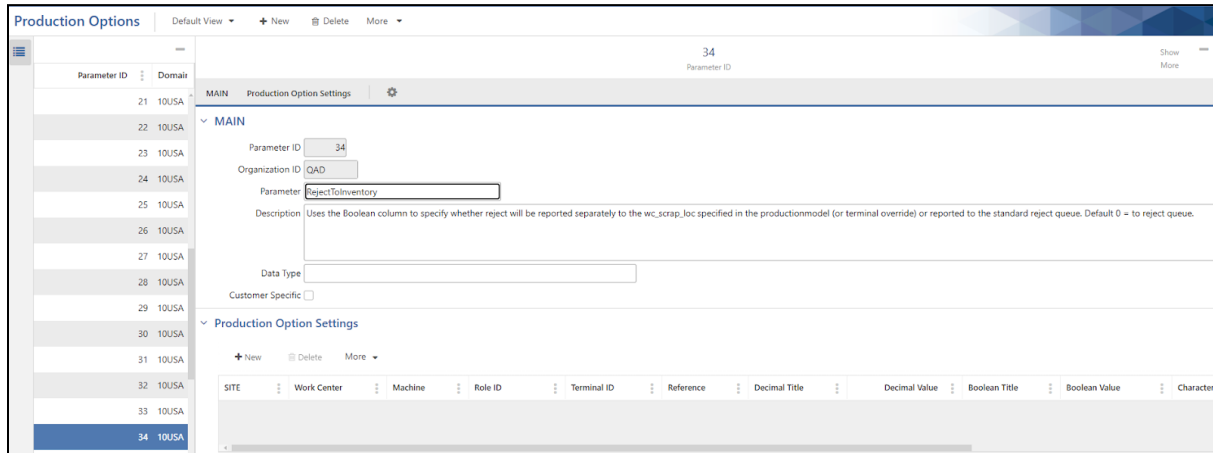 Production Options Default View + New Delete More
34
Parameter ID
Show
More
Parameter ID Domain
MAIN Production Option Settings
21 10USA
22 10USA
23 10USA
24 10USA
25 10USA
26 10USA
27 10USA
28 10USA
29 10USA
30 10USA
31 10USA
32 10USA
33 10USA
34 10USA
MAIN
Parameter ID 34
Organization ID QAD
Parameter RejectToInventory
Description Uses the Boolean column to specify whether reject will be reported separately to the wc_scrap_loc specified in the productionmodel (or terminal override) or reported to the standard reject queue. Default 0 = to reject queue.
Data Type
Customer Specific
Production Option Settings
+ New Delete More
SITE Work Center Machine Role ID Terminal ID Reference Decimal Title Decimal Value Boolean Title Boolean Value Character